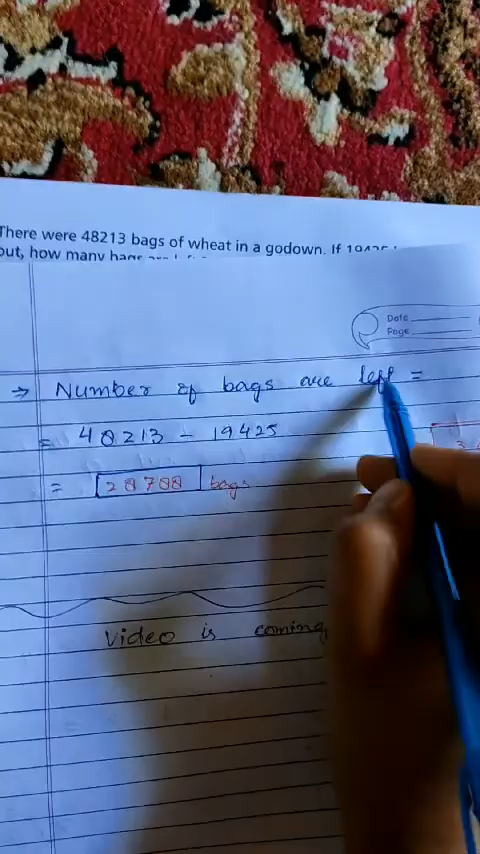 There were 48213 bags of wheat in a godown. If
out, how many bags
Date
Page
⇒ Number of bags are left =
= 48213 - 19425
= 28788 bags
Video is coming